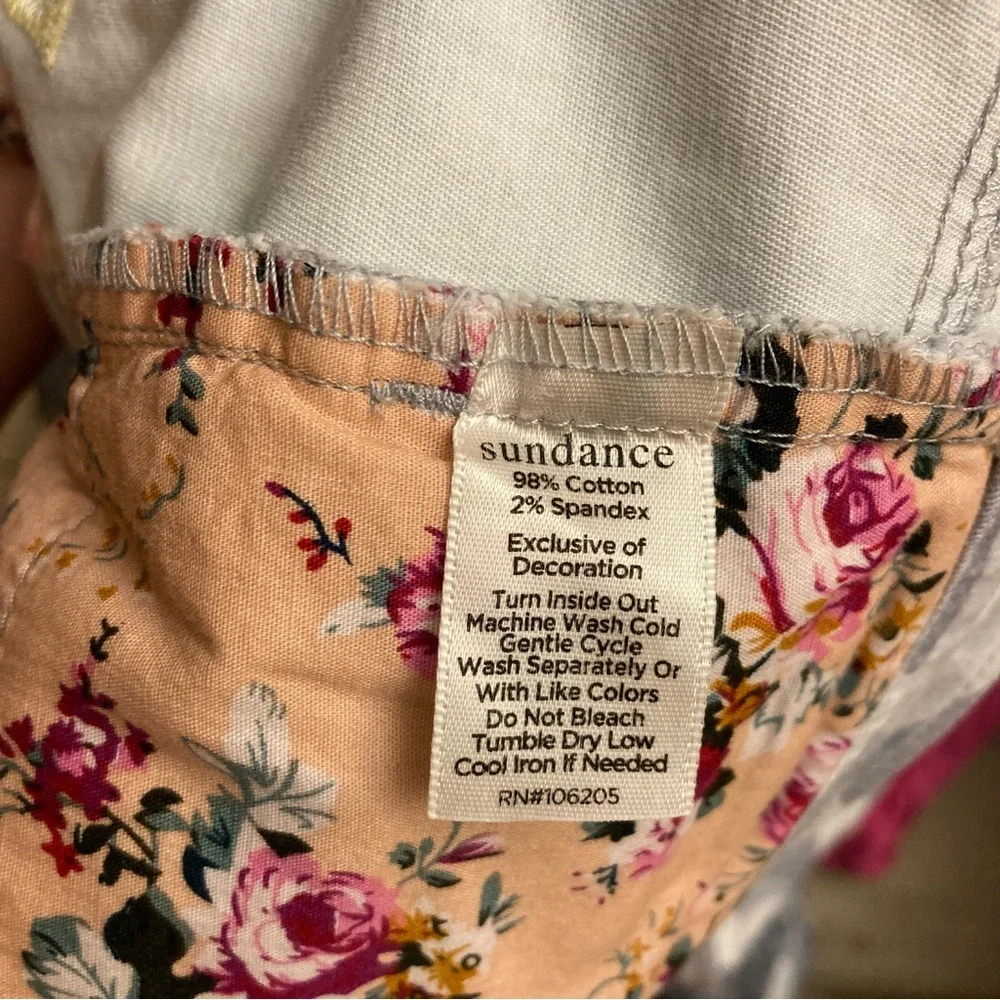 sundance
98% Cotton
2% Spandex
Exclusive of
Decoration
Turn Inside Out
Machine Wash Cold
Gentle Cycle
Wash Separately Or
With Like Colors
Do Not Bleach
Tumble Dry Low
Cool Iron If Needed
RN#106205